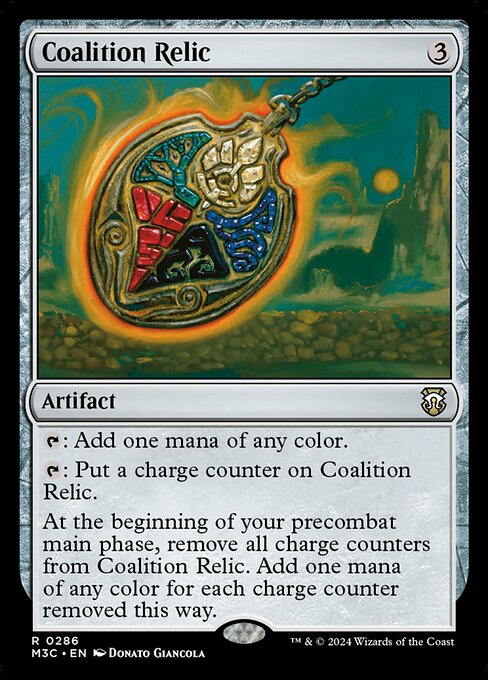 Coalition Relic 3
Artifact
T: Add one mana of any color.
T: Put a charge counter on Coalition
Relic.
At the beginning of your precombat
main phase, remove all charge counters
from Coalition Relic. Add one mana
of any color for each charge counter
removed this way.
R 0286
M3C • EN Donato Giancola
™ & © 2024 Wizards of the Coast